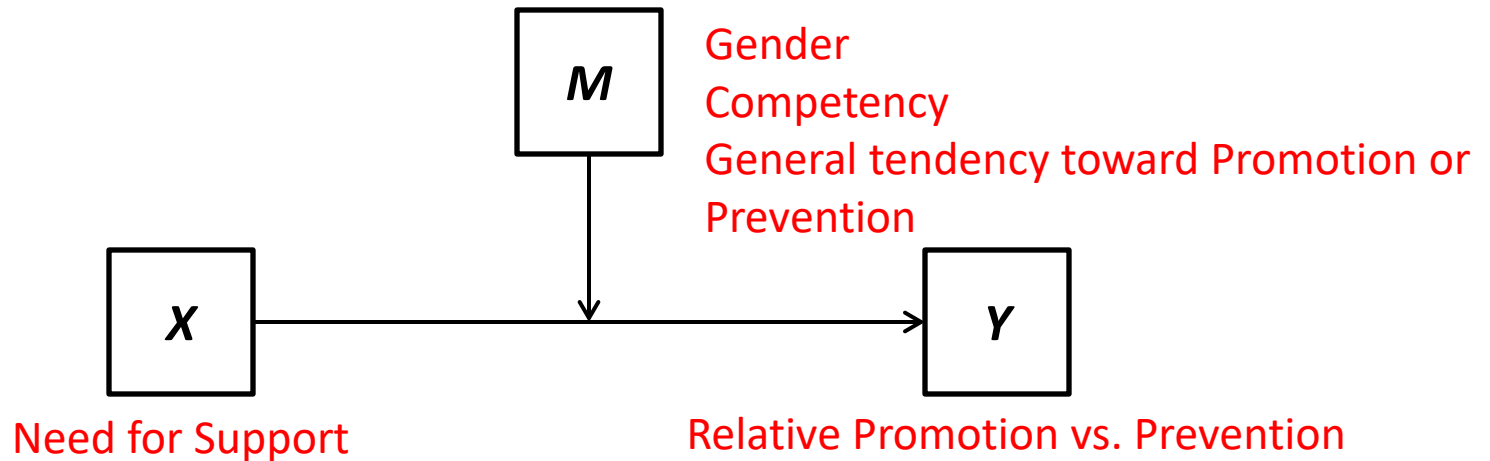 M
Gender
Competency
General tendency toward Promotion or
Prevention
X
Y
Need for Support
Relative Promotion vs. Prevention